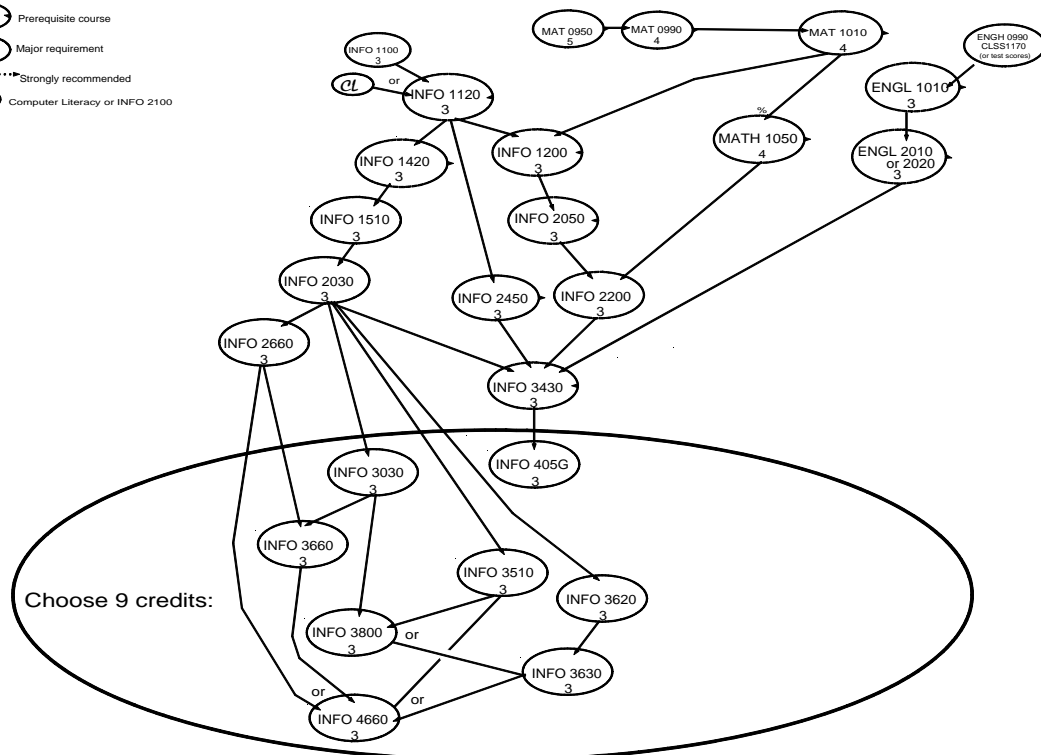 Prerequisite course
Major requirement
Strongly recommended
Computer Literacy or INFO 2100
INFO 1100
3
CL
or
INFO 1120
3
MAT 0950
5
MAT 0990
4
MAT 1010
4
ENGH 0990
CLSS1170
(or test scores)
ENGL 1010
3
%
INFO 1420
3
INFO 1200
3
MATH 1050
4
ENGL 2010
or 2020
3
INFO 1510
3
INFO 2050
3
INFO 2030
3
INFO 2450
3
INFO 2200
3
INFO 2660
3
INFO 3430
3
INFO 3030
3
INFO 405G
3
INFO 3660
3
INFO 3510
3
Choose 9 credits:
INFO 3620
3
INFO 3800
3
or
INFO 3630
3
or
or
INFO 4660
3